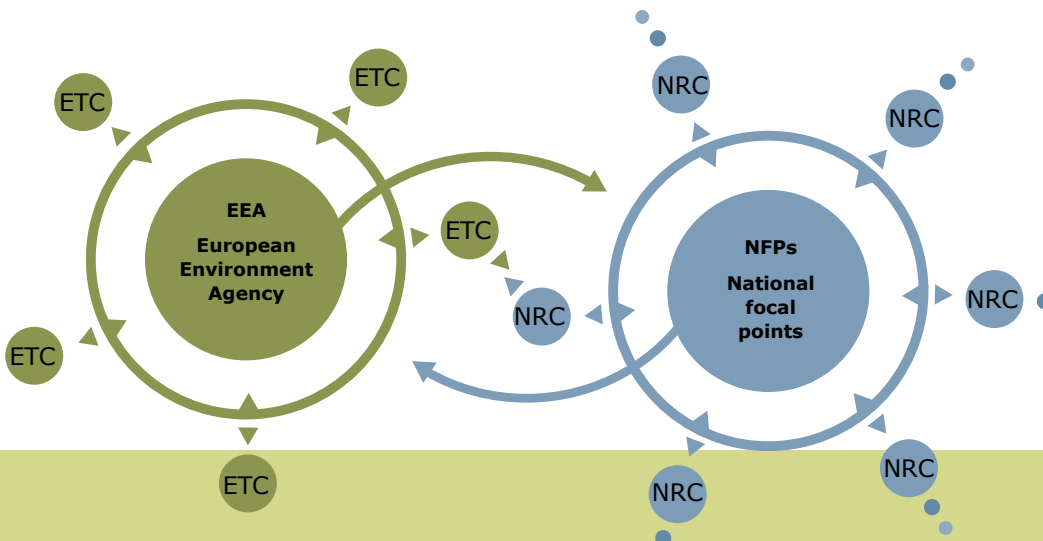 ETC
ETC
ETC
ETC
ETC
EEA
European
Environment
Agency
NRC
NRC
NRC
NRC
NRC
NRC
NFPs
National
focal
points